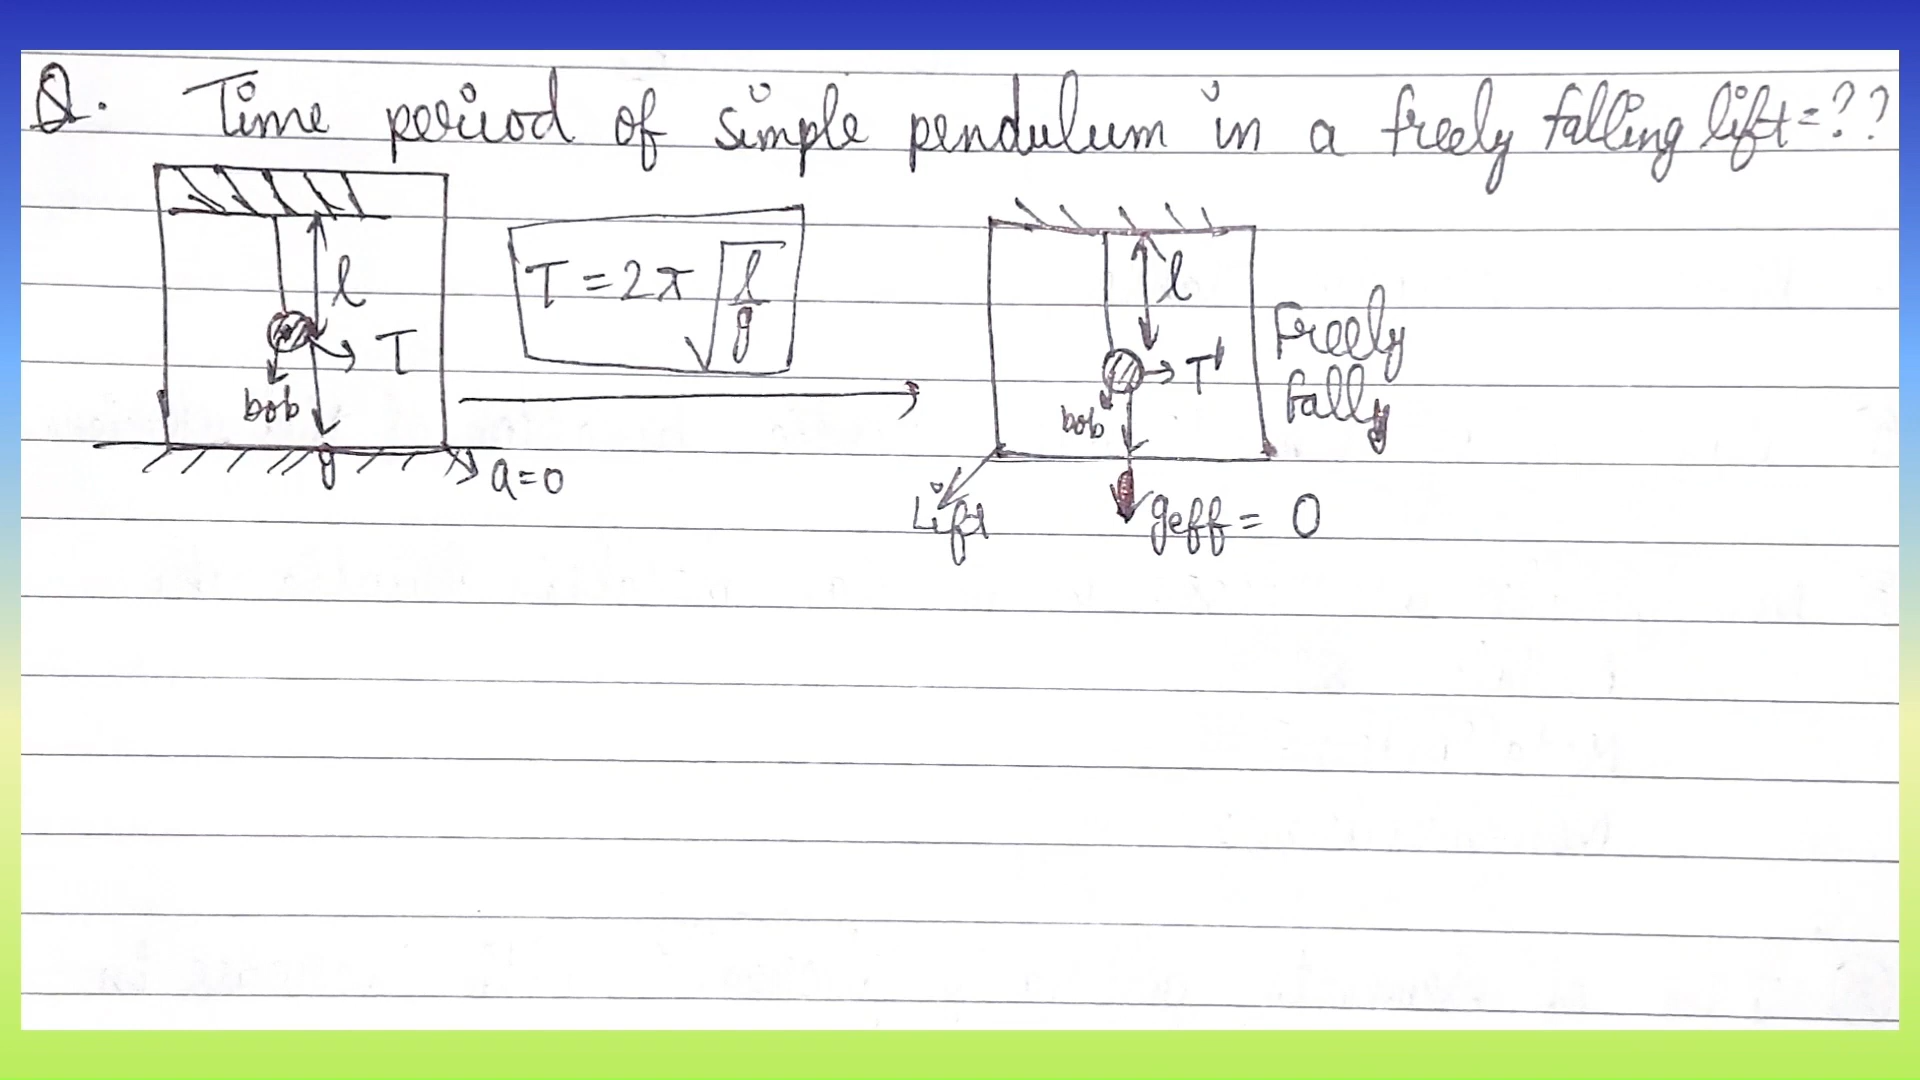 Q. Time period of simple pendulum in a freely falling lift=??
l
T
bob
g
a=0
T = 2π √l/g
l
T'
bob
Freely
fally
Lift
geff = 0